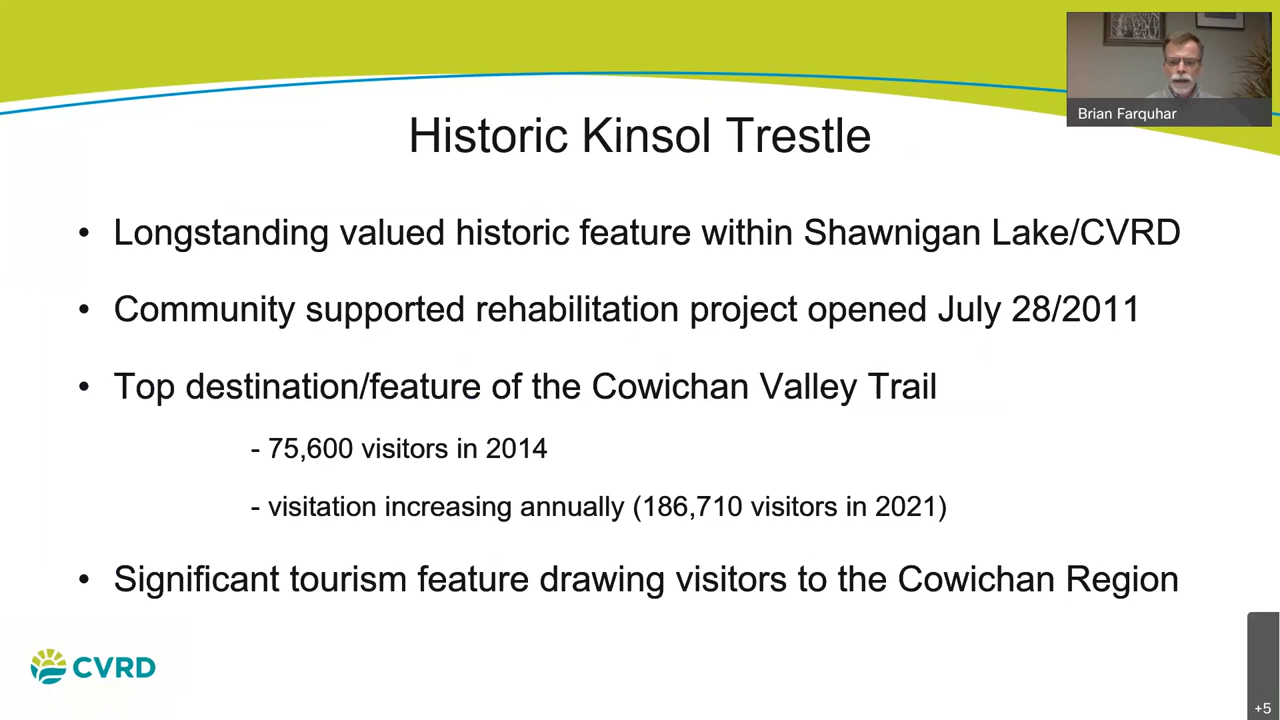 Brian Farquhar
Historic Kinsol Trestle
• Longstanding valued historic feature within Shawnigan Lake/CVRD
• Community supported rehabilitation project opened July 28/2011
• Top destination/feature of the Cowichan Valley Trail
- 75,600 visitors in 2014
- visitation increasing annually (186,710 visitors in 2021)
• Significant tourism feature drawing visitors to the Cowichan Region
CVRD
+5